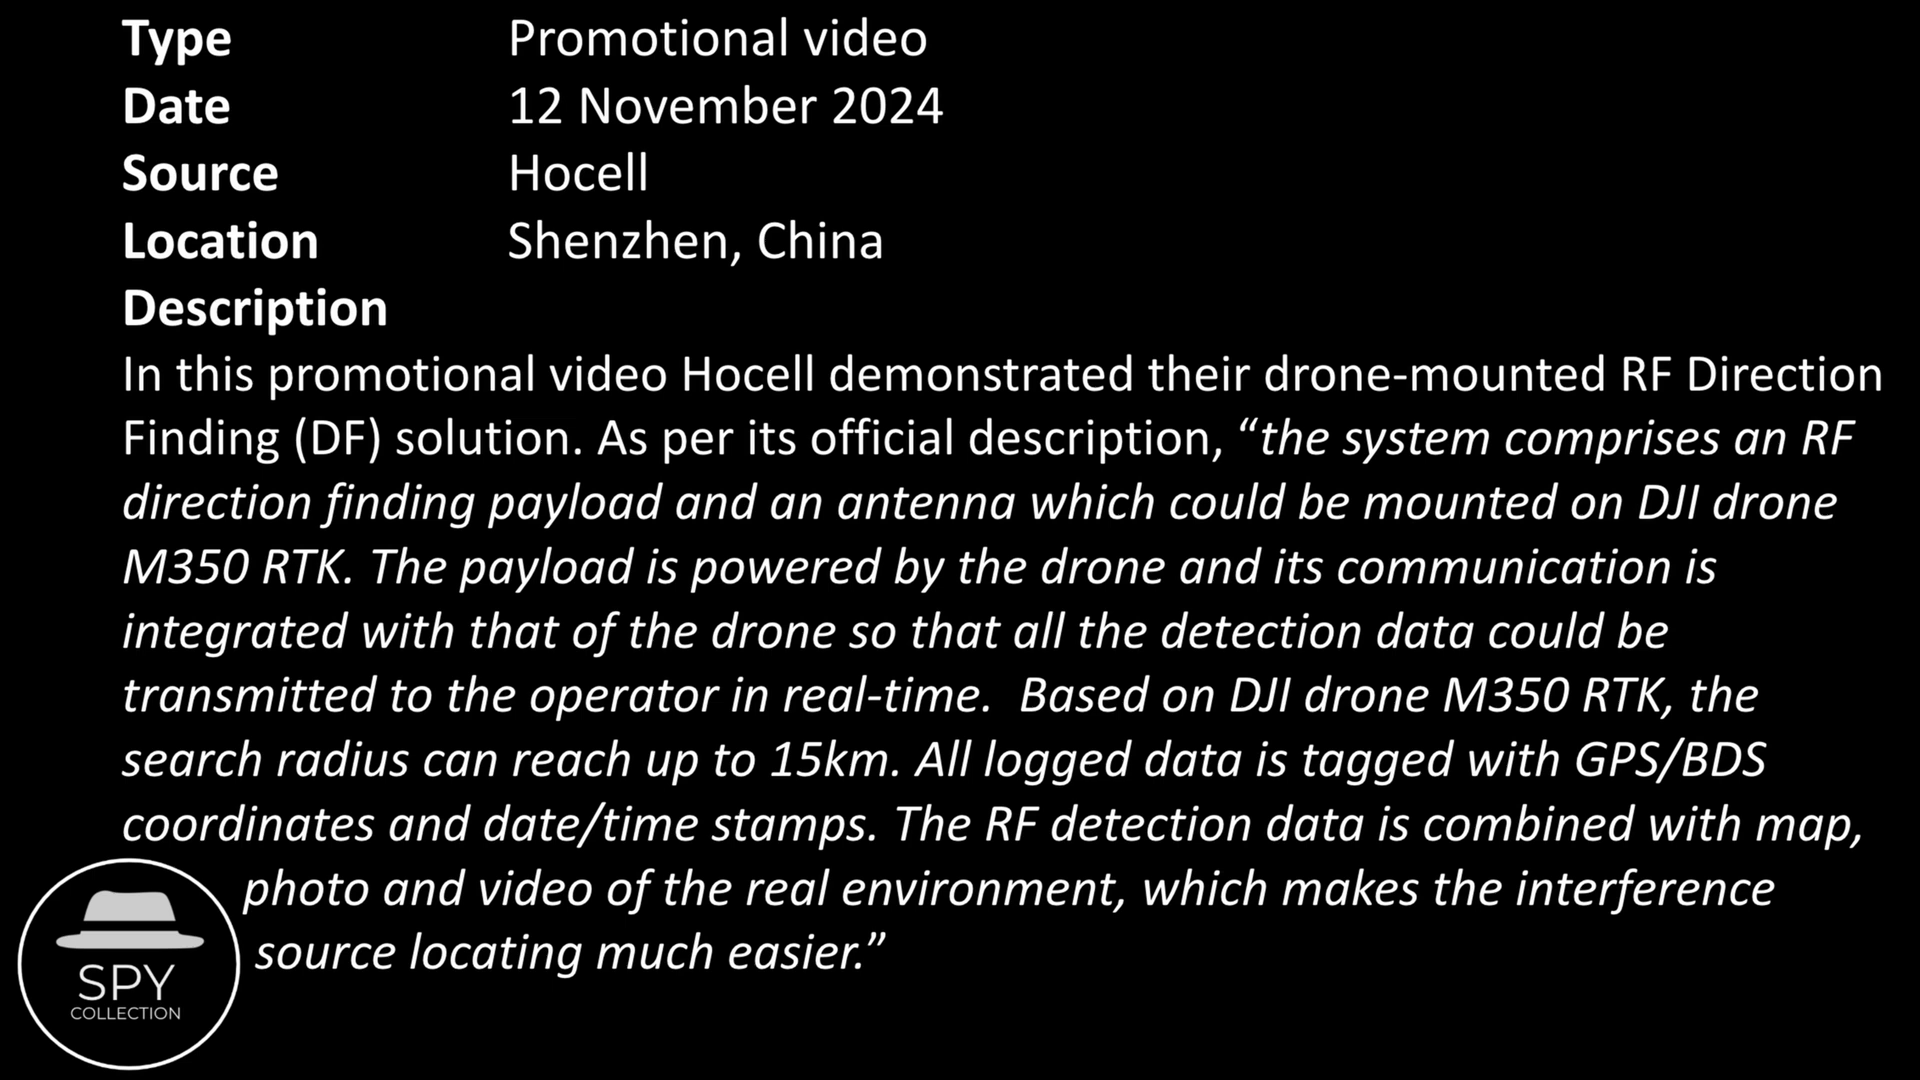 Type Promotional video
Date 12 November 2024
Source Hocell
Location Shenzhen, China
Description
In this promotional video Hocell demonstrated their drone-mounted RF Direction
Finding (DF) solution. As per its official description, “the system comprises an RF
direction finding payload and an antenna which could be mounted on DJI drone
M350 RTK. The payload is powered by the drone and its communication is
integrated with that of the drone so that all the detection data could be
transmitted to the operator in real-time.  Based on DJI drone M350 RTK, the
search radius can reach up to 15km. All logged data is tagged with GPS/BDS
coordinates and date/time stamps. The RF detection data is combined with map,
photo and video of the real environment, which makes the interference
source locating much easier.”
SPY
COLLECTION